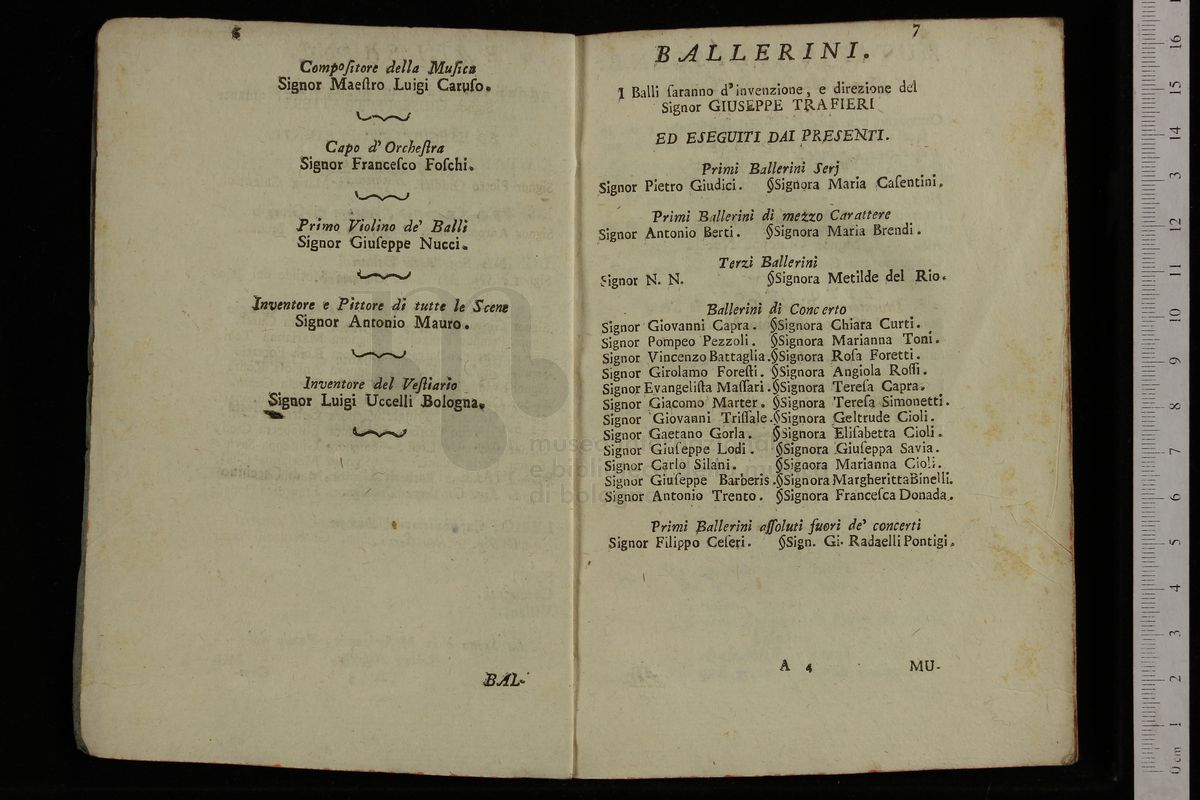 6
Compoſitore della Muſica
Signor Maeſtro Luigi Caruſo.
Capo d' Orcheſtra
Signor Franceſco Foſchi.
Primo Violino de' Balli
Signor Giuſeppe Nucci.
Inventore e Pittore di tutte le Scene
Signor Antonio Mauro.
Inventore del Veſtiario
Signor Luigi Uccelli Bologna.
BAL-
7
BALLERINI.
I Balli ſaranno d'invenzione, e direzione del
Signor GIUSEPPE TRAFIERI
ED ESEGUITI DAI PRESENTI.
Primi Ballerini Serj
Signor Pietro Giudici. §Signora Maria Caſentini.
Primi Ballerini di mezzo Carattere
Signor Antonio Berti. §Signora Maria Brendi.
Terzi Ballerini
Signor N. N. §Signora Metilde del Rio.
Ballerini di Concerto
Signor Giovanni Capra. §Signora Chiara Curti.
Signor Pompeo Pezzoli. §Signora Marianna Toni.
Signor Vincenzo Battaglia. §Signora Roſa Foretti.
Signor Girolamo Foreſti. §Signora Angiola Roſſi.
Signor Evangeliſta Maſſari. §Signora Tereſa Capra.
Signor Giacomo Marter. §Signora Tereſa Simonetti.
Signor Giovanni Triſſale. §Signora Geltrude Cioli.
Signor Gaetano Gorla. §Signora Eliſabetta Cioli.
Signor Giuſeppe Lodi. §Signora Giuſeppa Savia.
Signor Carlo Silani. §Signora Marianna Cioli.
Signor Giuſeppe Barberis. §Signora Margheritta Binelli.
Signor Antonio Trento. §Signora Franceſca Donada.
Primi Ballerini aſſoluti fuori de' concerti
Signor Filippo Ceſeri. §Sign. Gi. Radaelli Pontigi.
A 4
MU-